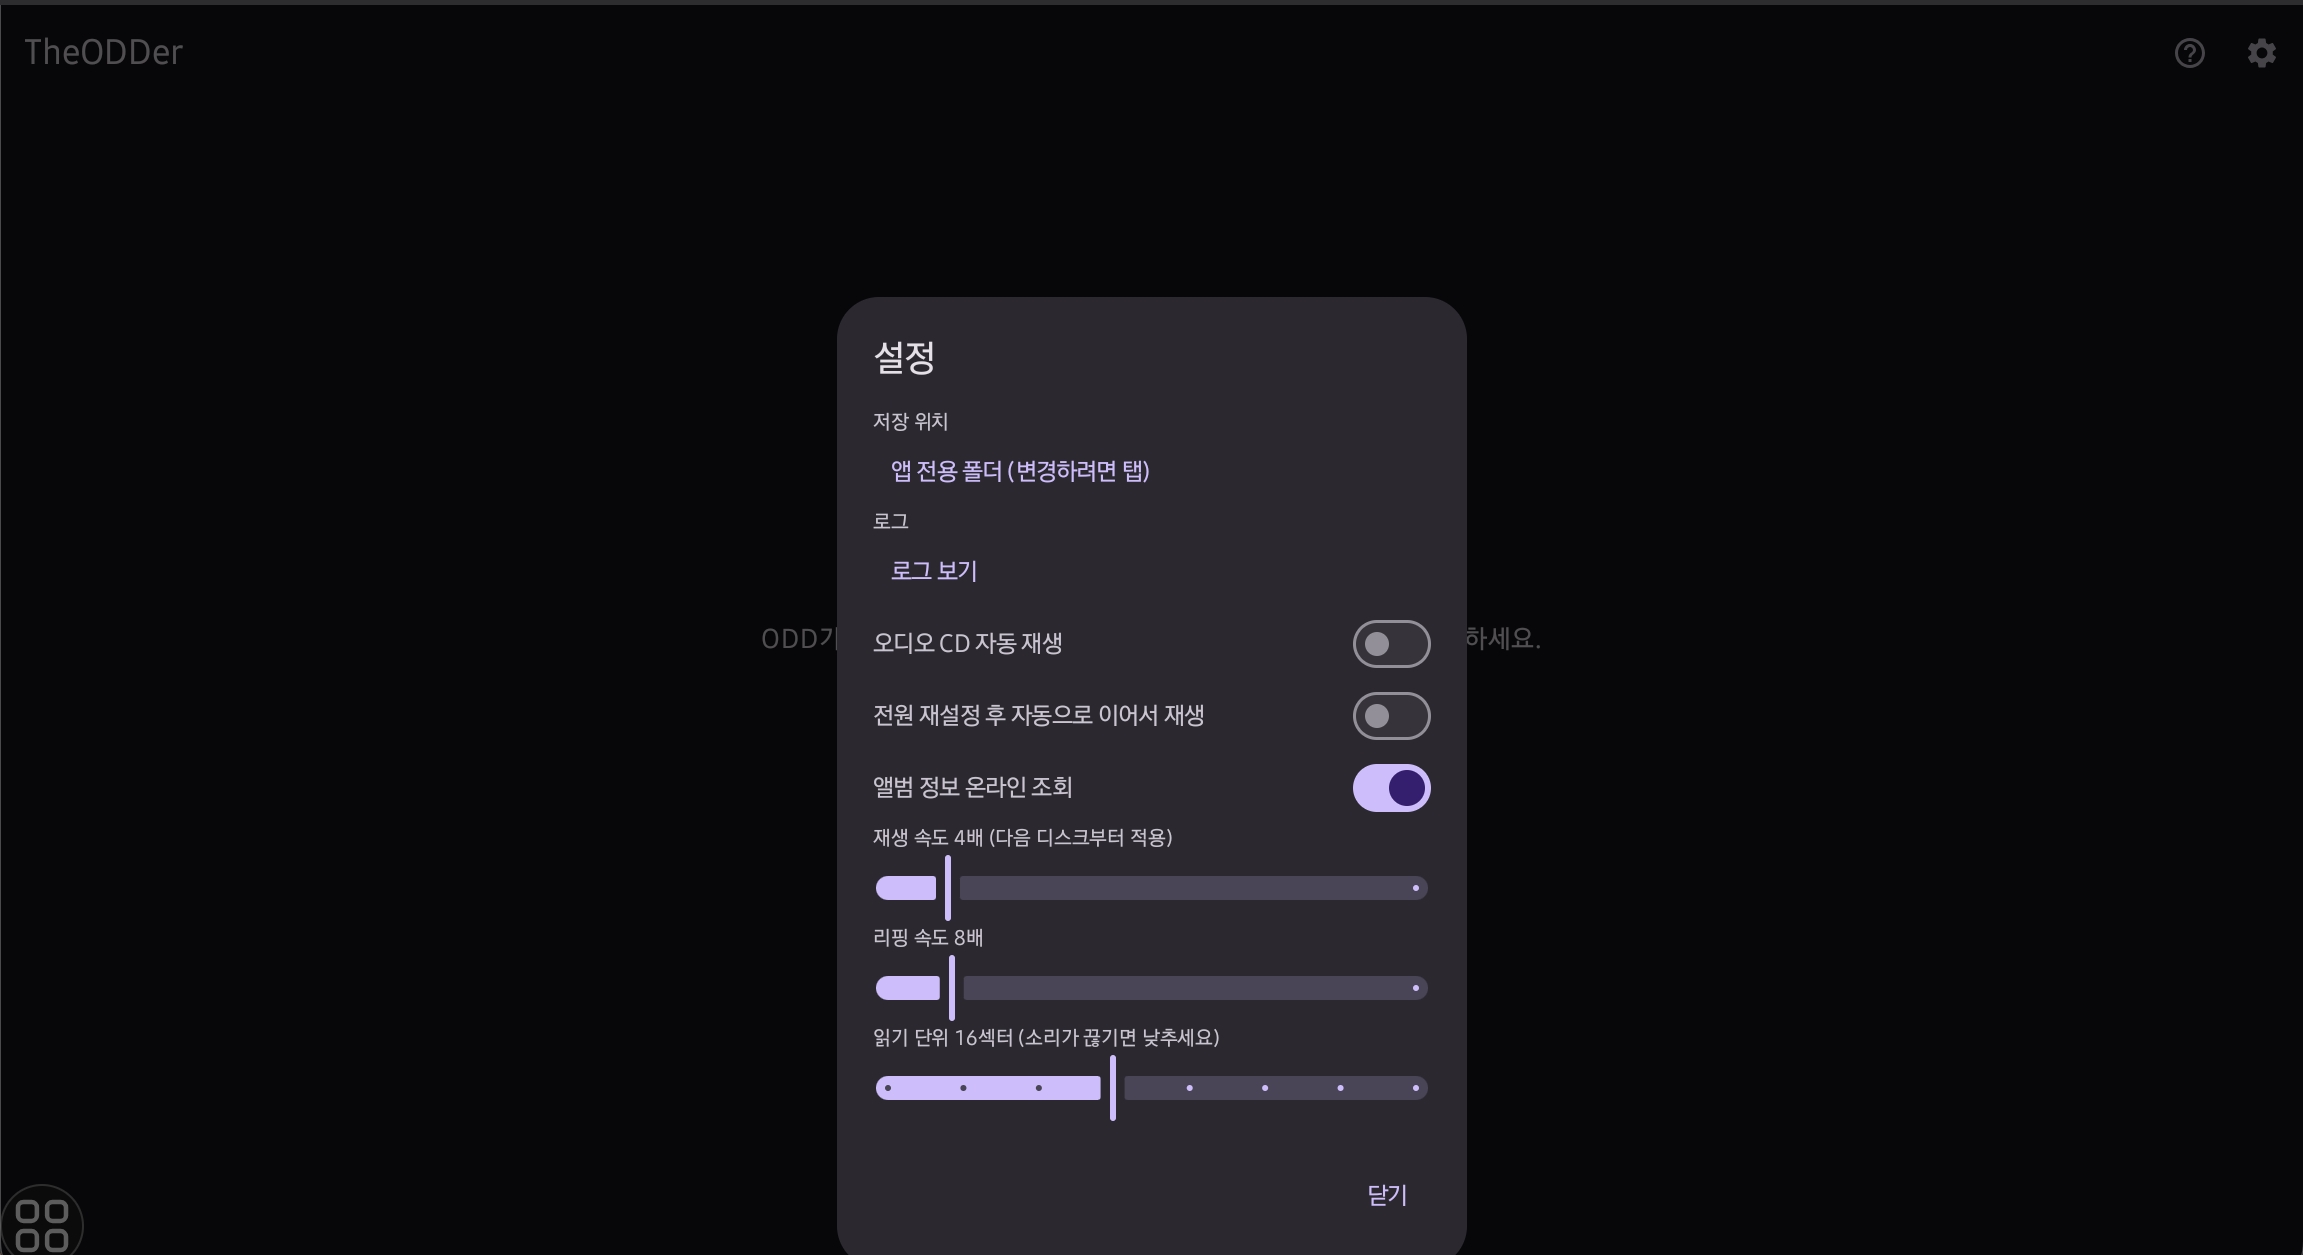 TheODDer
설정
저장 위치
앱 전용 폴더 (변경하려면 탭)
로그
로그 보기
ODD가
하세요.
오디오 CD 자동 재생
전원 재설정 후 자동으로 이어서 재생
앨범 정보 온라인 조회
재생 속도 4배 (다음 디스크부터 적용)
리핑 속도 8배
읽기 단위 16섹터 (소리가 끊기면 낮추세요)
닫기